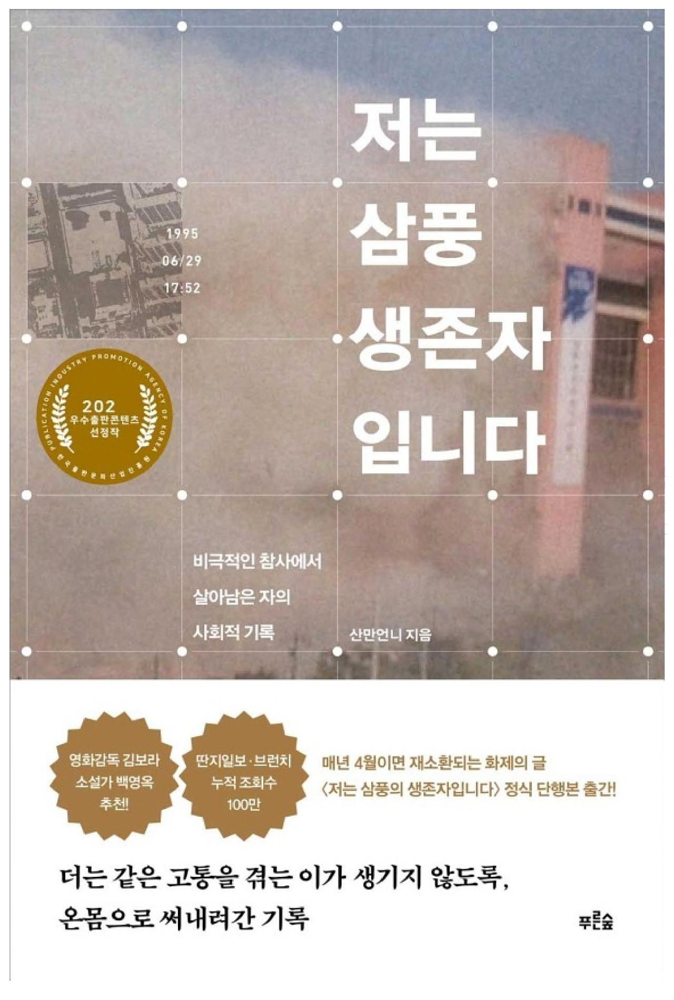 저는
삼풍
생존자
입니다
1995
06/29
17:52
PUBLICATION INDUSTRY PROMOTION AGENCY OF KOREA
202
우수출판콘텐츠
선정작
한국출판문화산업진흥원
비극적인 참사에서
살아남은 자의
사회적 기록
산만언니 지음
영화감독 김보라
소설가 백영옥
추천!
딴지일보·브런치
누적 조회수
100만
매년 4월이면 재소환되는 화제의 글
〈저는 삼풍의 생존자입니다〉 정식 단행본 출간!
더는 같은 고통을 겪는 이가 생기지 않도록,
온몸으로 써내려간 기록
푸른숲